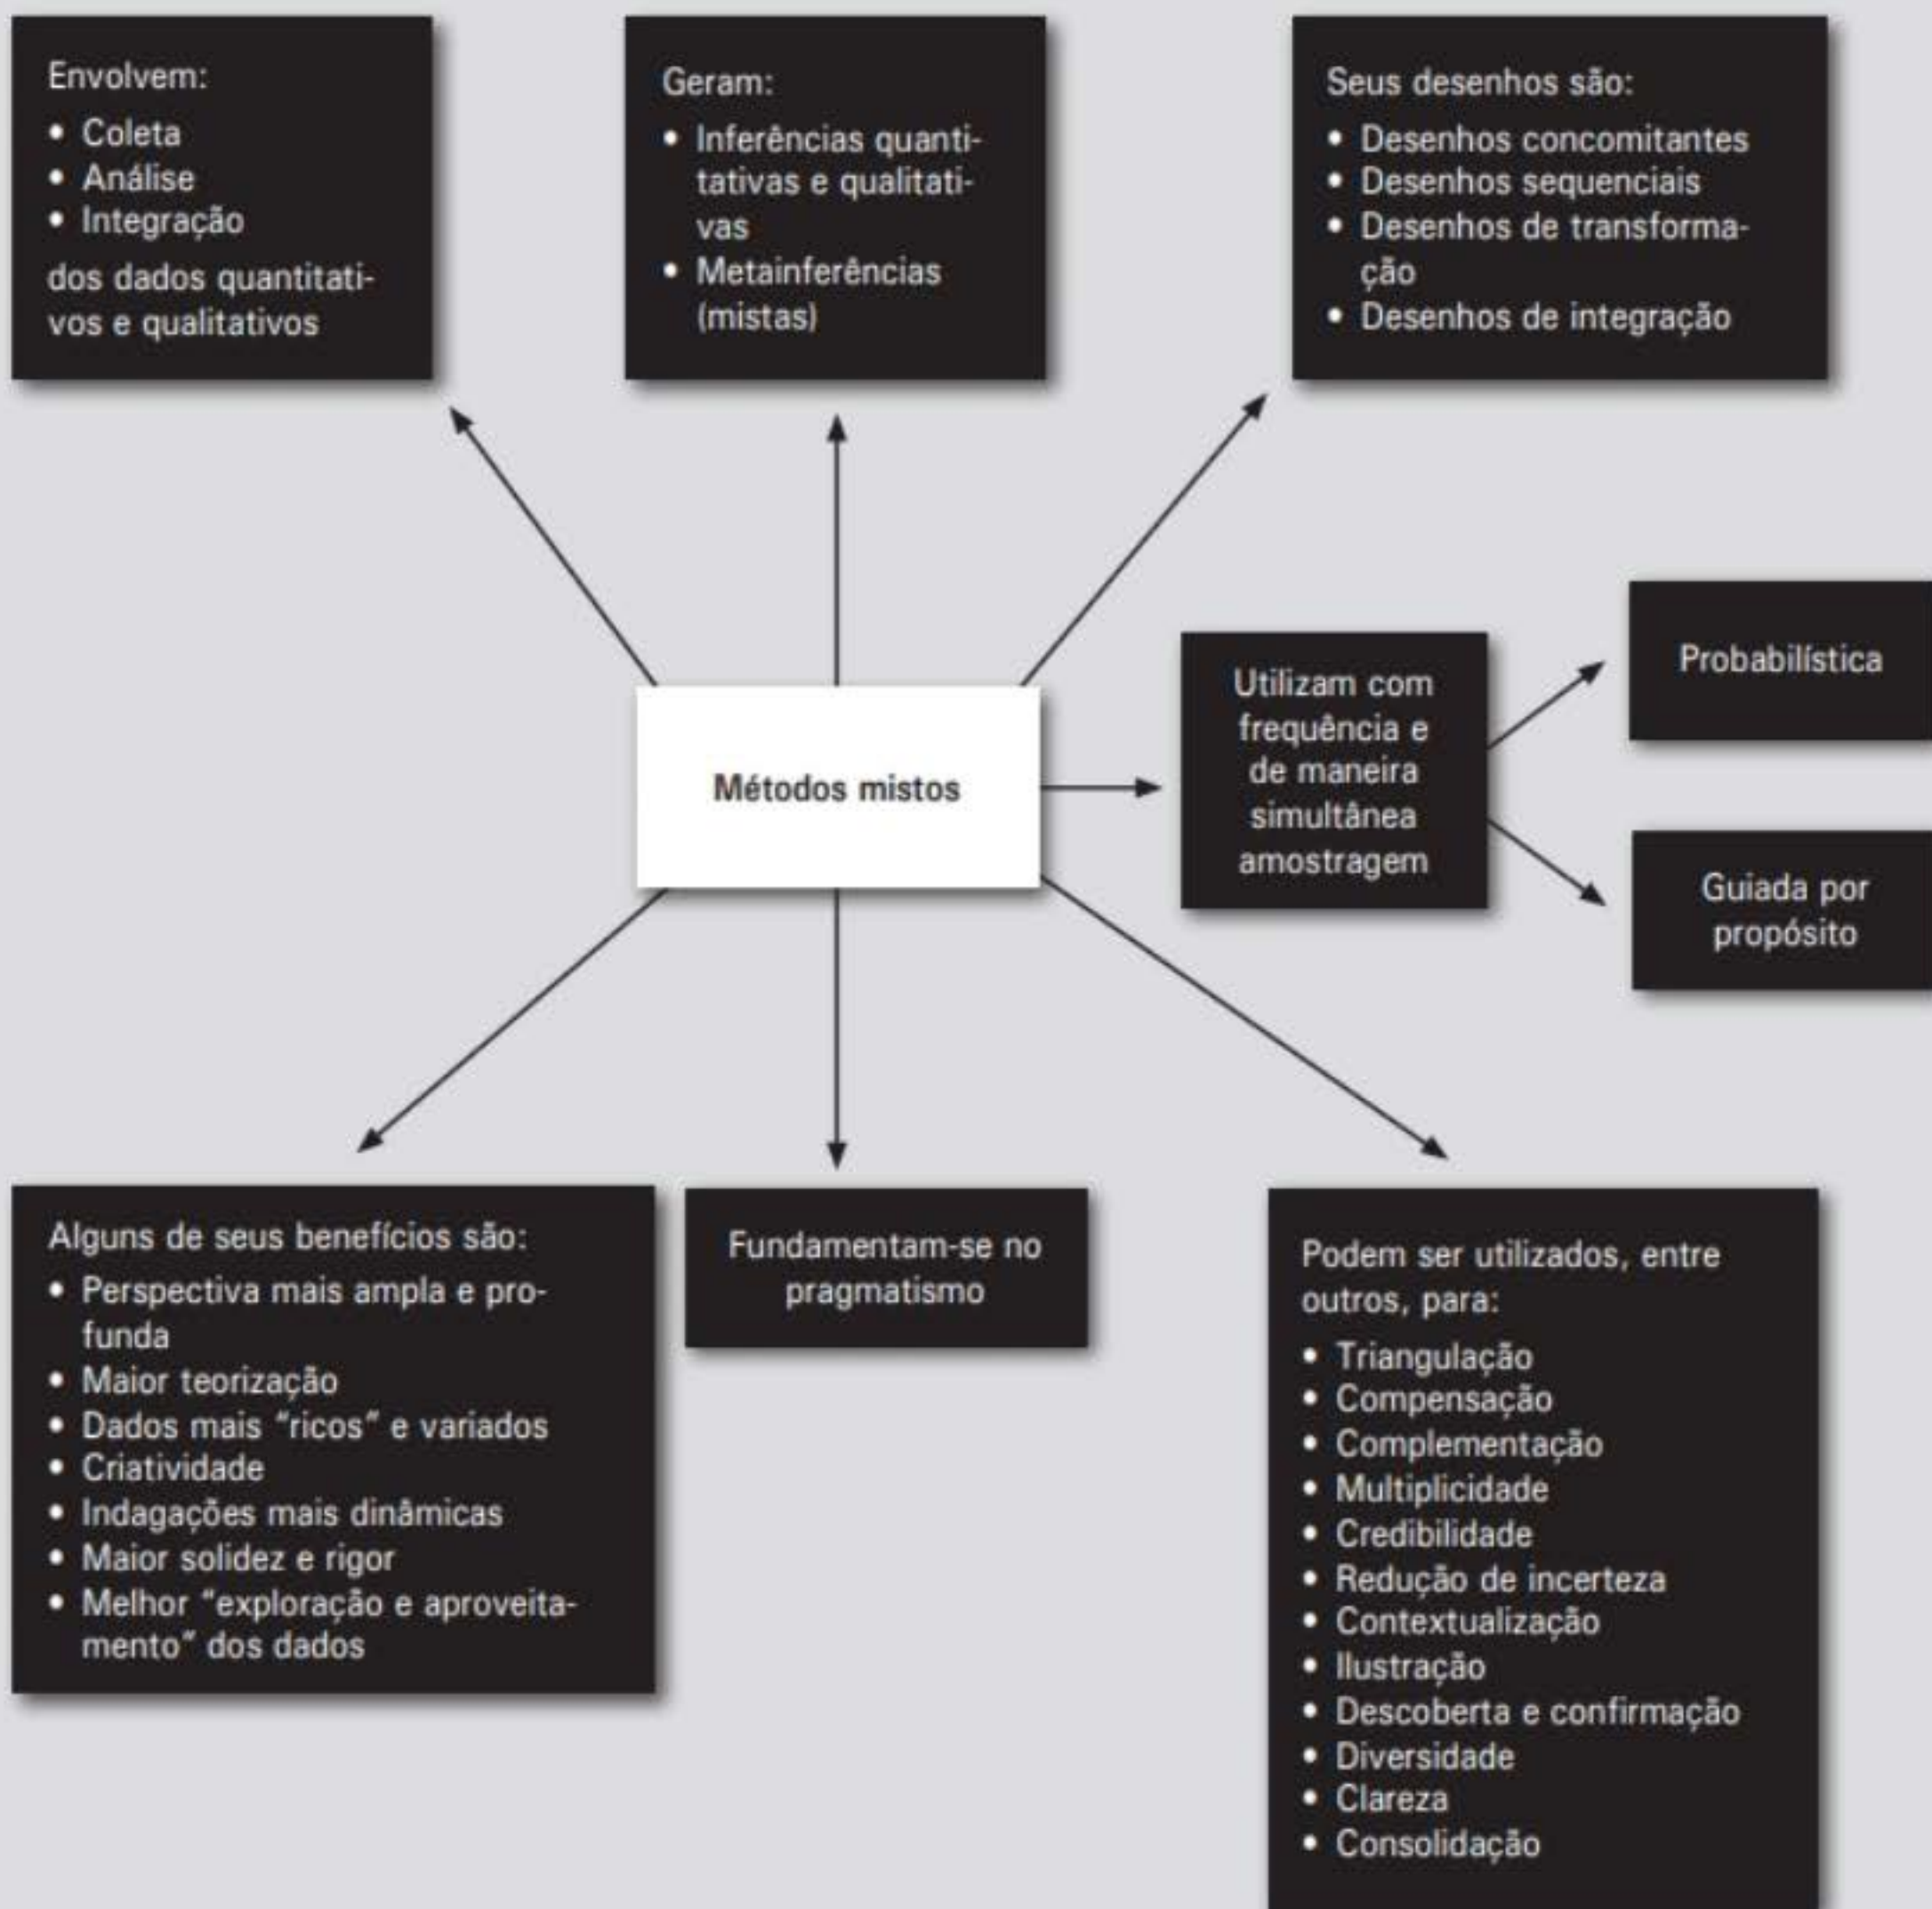 Envolvem:
• Coleta
• Análise
• Integração
dos dados quantitati-
vos e qualitativos
Geram:
• Inferências quanti-
tativas e qualitati-
vas
• Metainferências
(mistas)
Seus desenhos são:
• Desenhos concomitantes
• Desenhos sequenciais
• Desenhos de transforma-
ção
• Desenhos de integração
Métodos mistos
Utilizam com
frequência e
de maneira
simultânea
amostragem
Probabilística
Guiada por
propósito
Alguns de seus benefícios são:
• Perspectiva mais ampla e pro-
funda
• Maior teorização
• Dados mais “ricos” e variados
• Criatividade
• Indagações mais dinâmicas
• Maior solidez e rigor
• Melhor “exploração e aproveita-
mento” dos dados
Fundamentam-se no
pragmatismo
Podem ser utilizados, entre
outros, para:
• Triangulação
• Compensação
• Complementação
• Multiplicidade
• Credibilidade
• Redução de incerteza
• Contextualização
• Ilustração
• Descoberta e confirmação
• Diversidade
• Clareza
• Consolidação